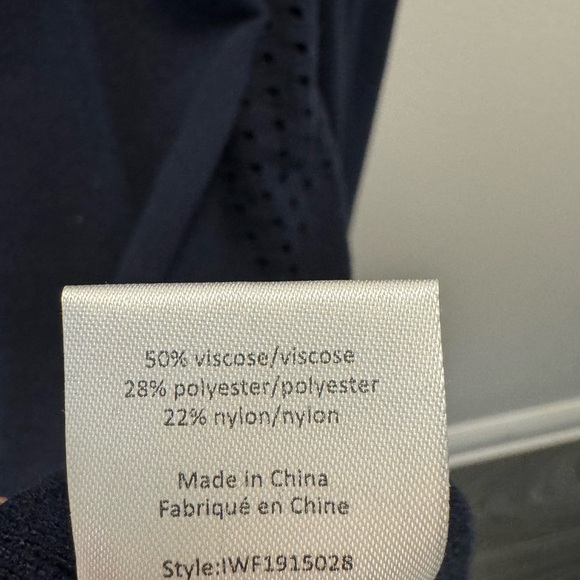 50% viscose/viscose
28% polyester/polyester
22% nylon/nylon
Made in China
Fabriqué en Chine
Style:IWF1915028